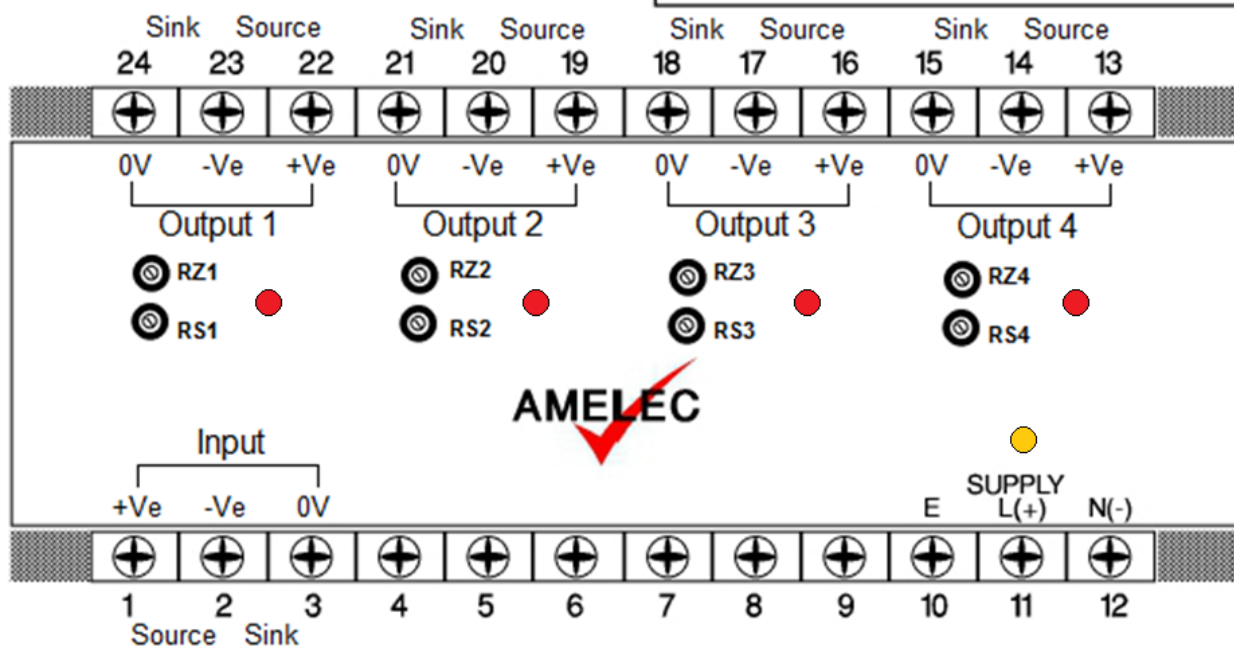 Sink Source Sink Source Sink Source Sink Source
24 23 22 21 20 19 18 17 16 15 14 13
0V -Ve +Ve 0V -Ve +Ve 0V -Ve +Ve 0V -Ve +Ve
Output 1 Output 2 Output 3 Output 4
RZ1 RZ2 RZ3 RZ4
RS1 RS2 RS3 RS4
AMELEC
Input
SUPPLY
+Ve -Ve 0V E L(+) N(-)
1 2 3 4 5 6 7 8 9 10 11 12
Source Sink